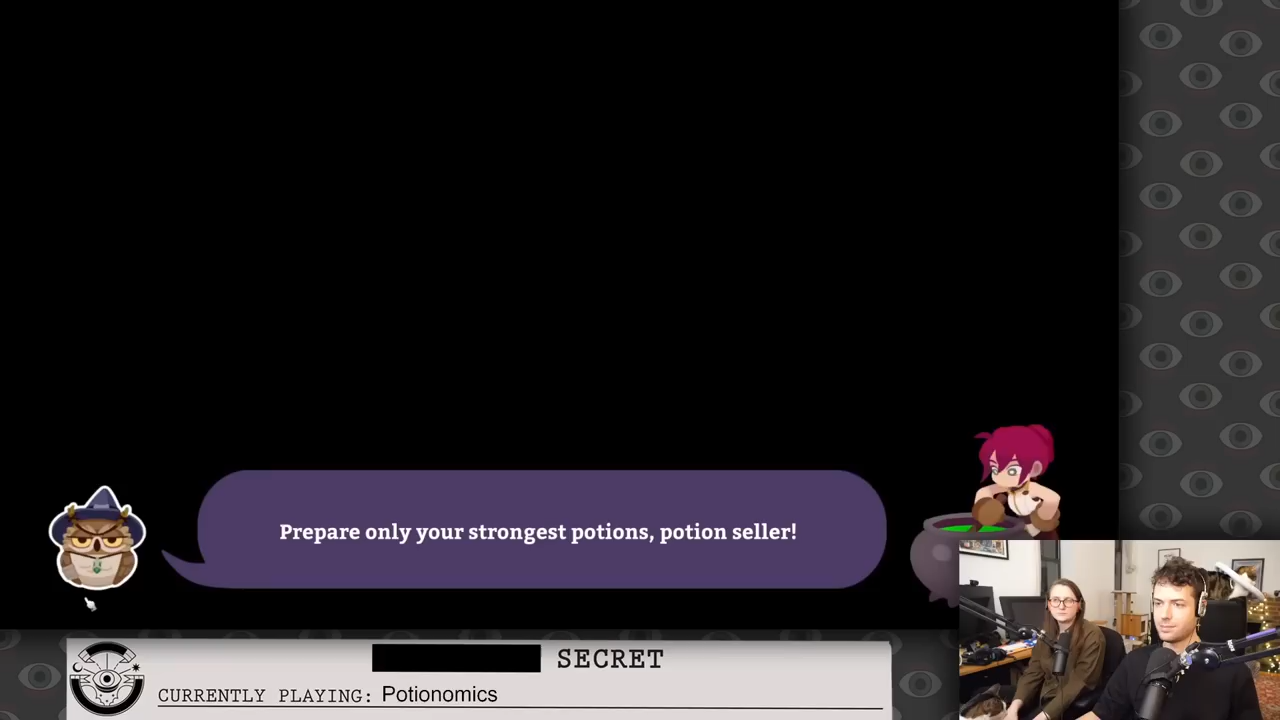 Prepare only your strongest potions, potion seller!
SECRET
CURRENTLY PLAYING: Potionomics